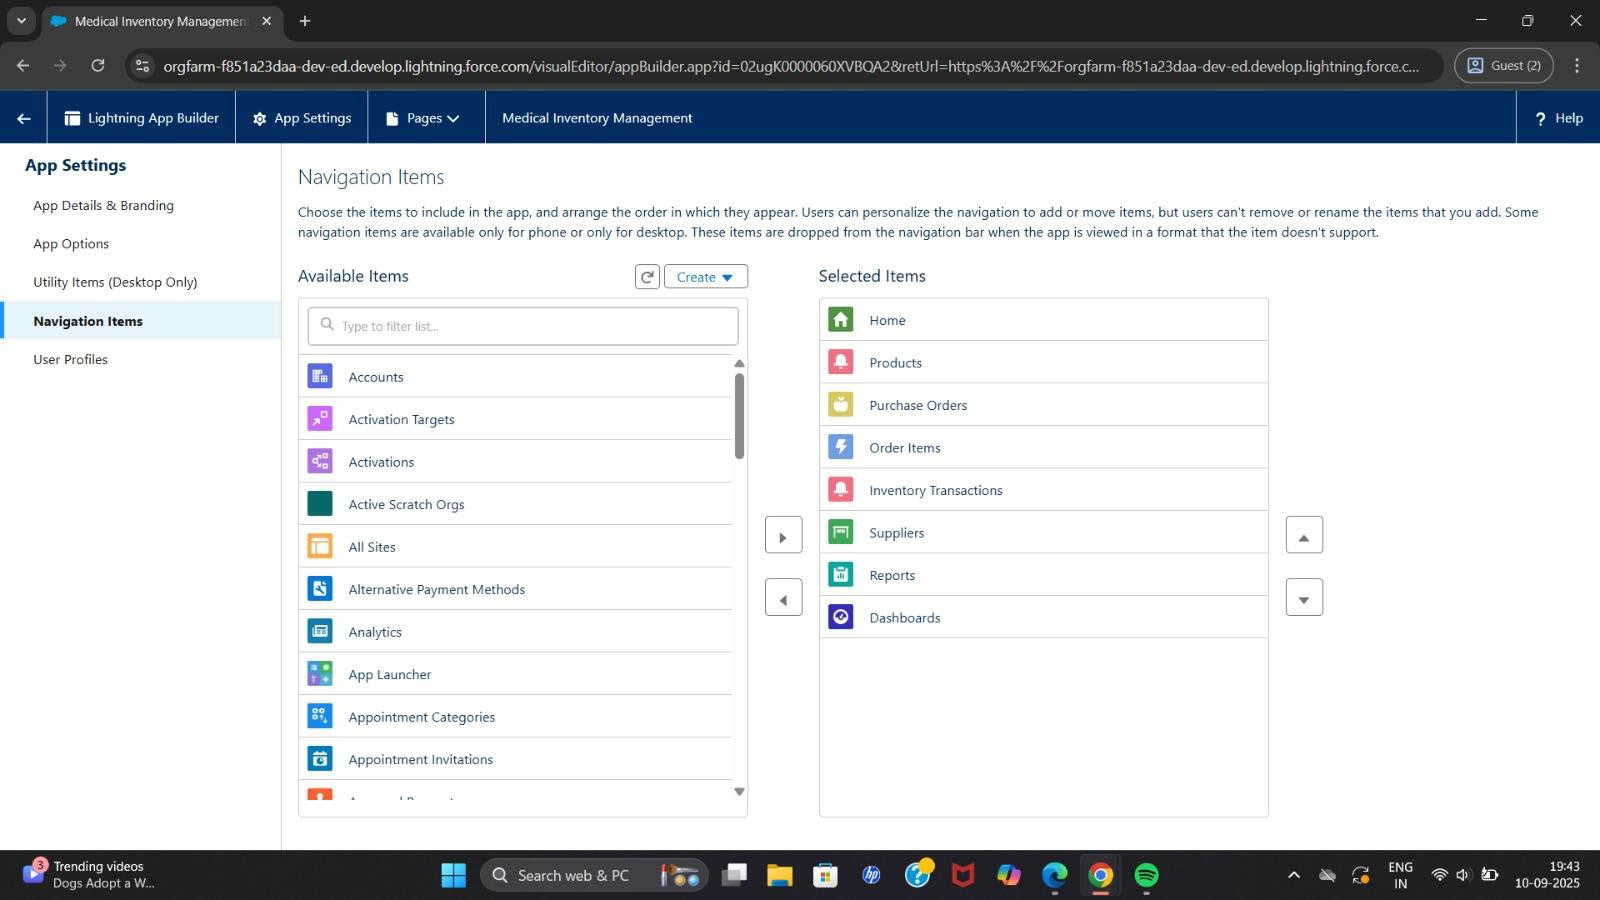 Medical Inventory Managemen
orgfarm-f851a23daa-dev-ed.develop.lightning.force.com/visualEditor/appBuilder.app?id=02ugK0000060XVBQA2&retUrl=https%3A%2F%2Forgfarm-f851a23daa-dev-ed.develop.lightning.force.c...
Guest (2)
Lightning App Builder
App Settings
Pages
Medical Inventory Management
? Help
App Settings
App Details & Branding
App Options
Utility Items (Desktop Only)
Navigation Items
User Profiles
Navigation Items
Choose the items to include in the app, and arrange the order in which they appear. Users can personalize the navigation to add or move items, but users can't remove or rename the items that you add. Some
navigation items are available only for phone or only for desktop. These items are dropped from the navigation bar when the app is viewed in a format that the item doesn't support.
Available Items
Create
Type to filter list...
Accounts
Activation Targets
Activations
Active Scratch Orgs
All Sites
Alternative Payment Methods
Analytics
App Launcher
Appointment Categories
Appointment Invitations
Selected Items
Home
Products
Purchase Orders
Order Items
Inventory Transactions
Suppliers
Reports
Dashboards
3
Trending videos
Dogs Adopt a W...
Search web & PC
ENG
IN
19:43
10-09-2025